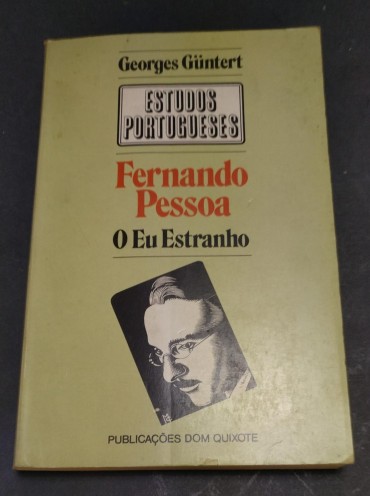 Georges Güntert
ESTUDOS
PORTUGUESES
Fernando
Pessoa
O Eu Estranho
PUBLICAÇÕES DOM QUIXOTE